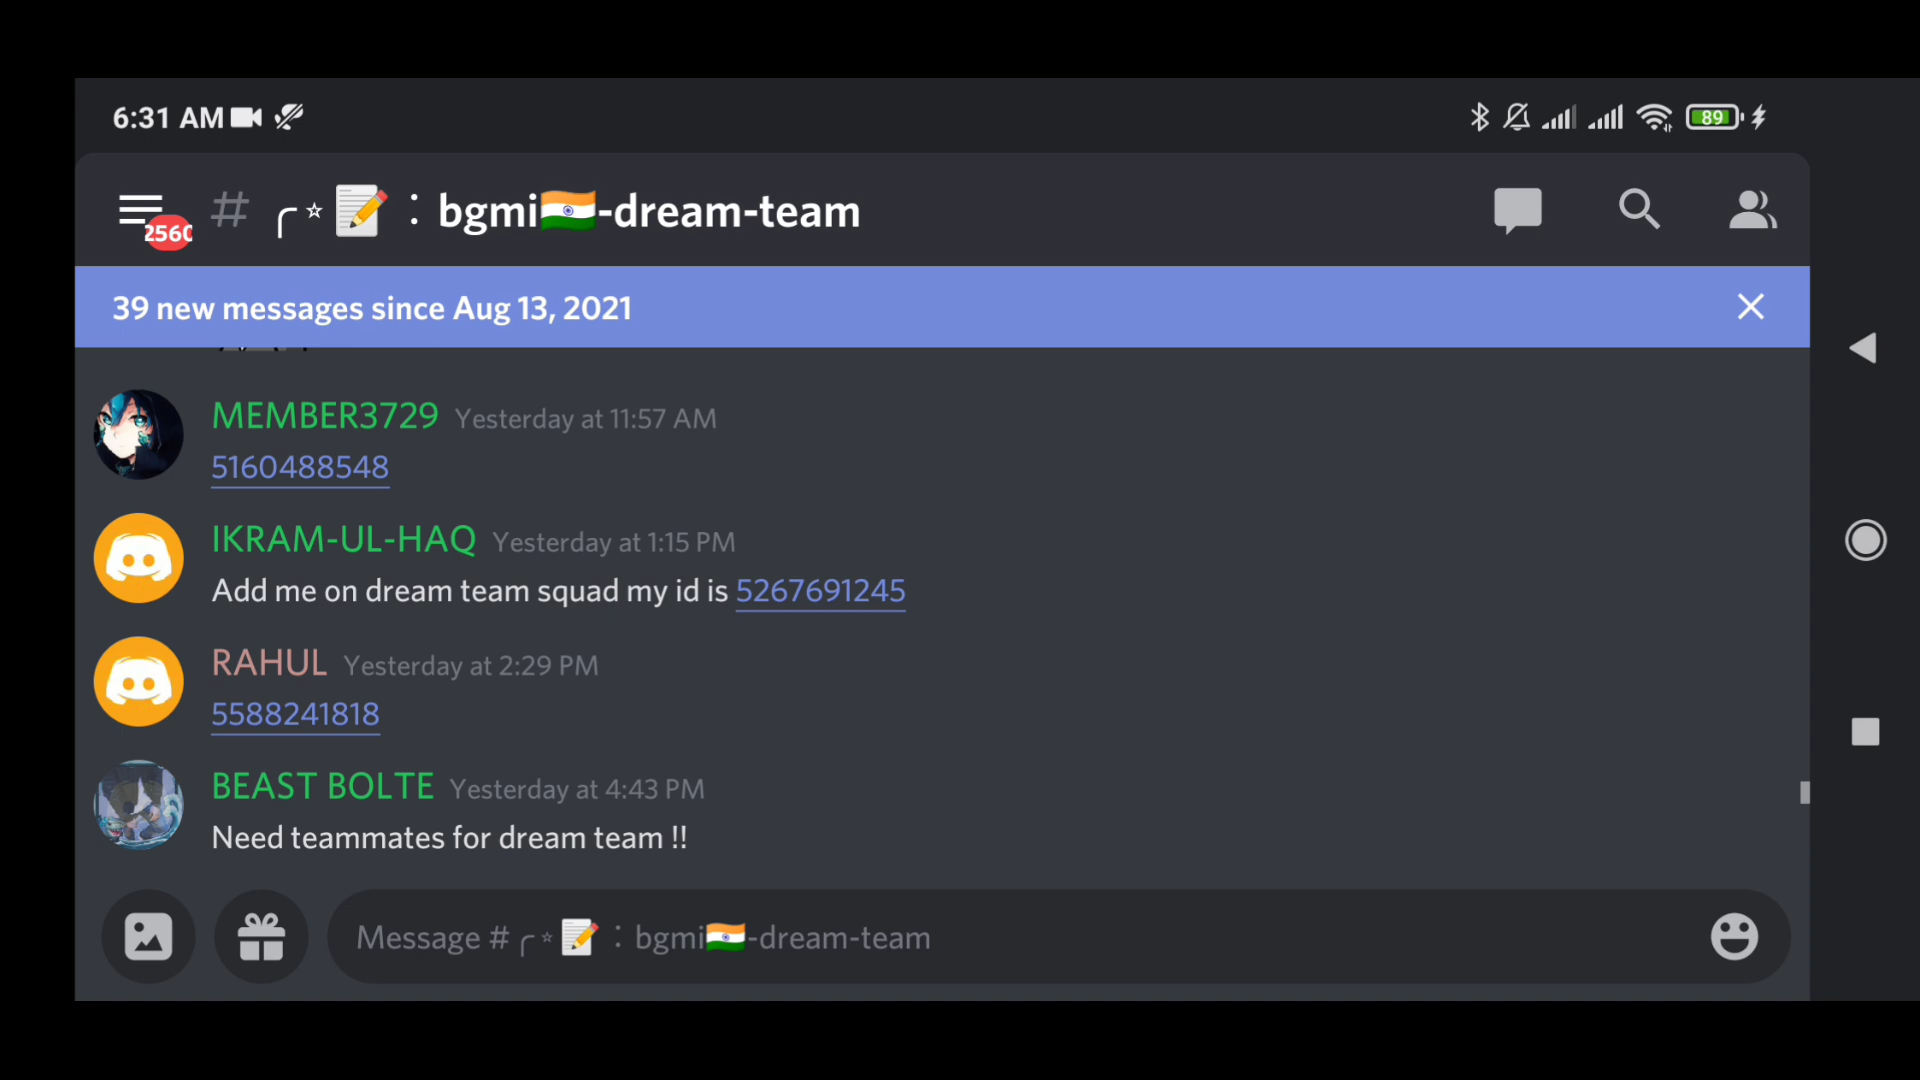 6:31 AM
89
2560
# ╭⭐📝：bgmi🇮🇳-dream-team
39 new messages since Aug 13, 2021
MEMBER3729 Yesterday at 11:57 AM
5160488548
IKRAM-UL-HAQ Yesterday at 1:15 PM
Add me on dream team squad my id is 5267691245
RAHUL Yesterday at 2:29 PM
5588241818
BEAST BOLTE Yesterday at 4:43 PM
Need teammates for dream team !!
Message #╭⭐📝：bgmi🇮🇳-dream-team